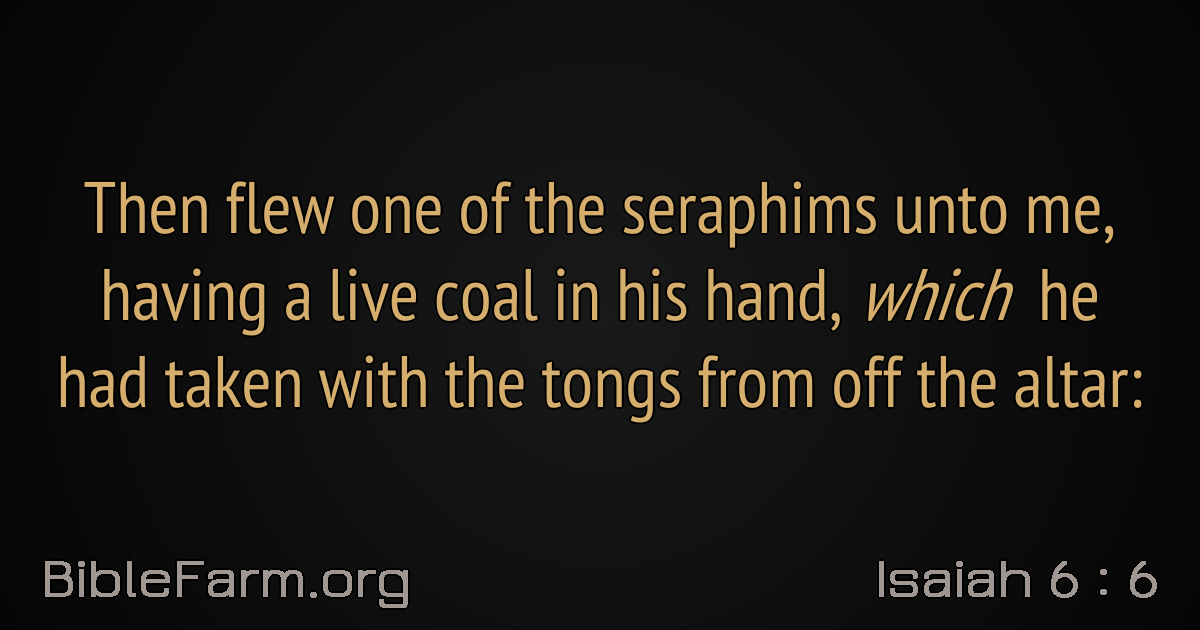 Then flew one of the seraphims unto me,
having a live coal in his hand, which he
had taken with the tongs from off the altar:
BibleFarm.org
Isaiah 6 : 6